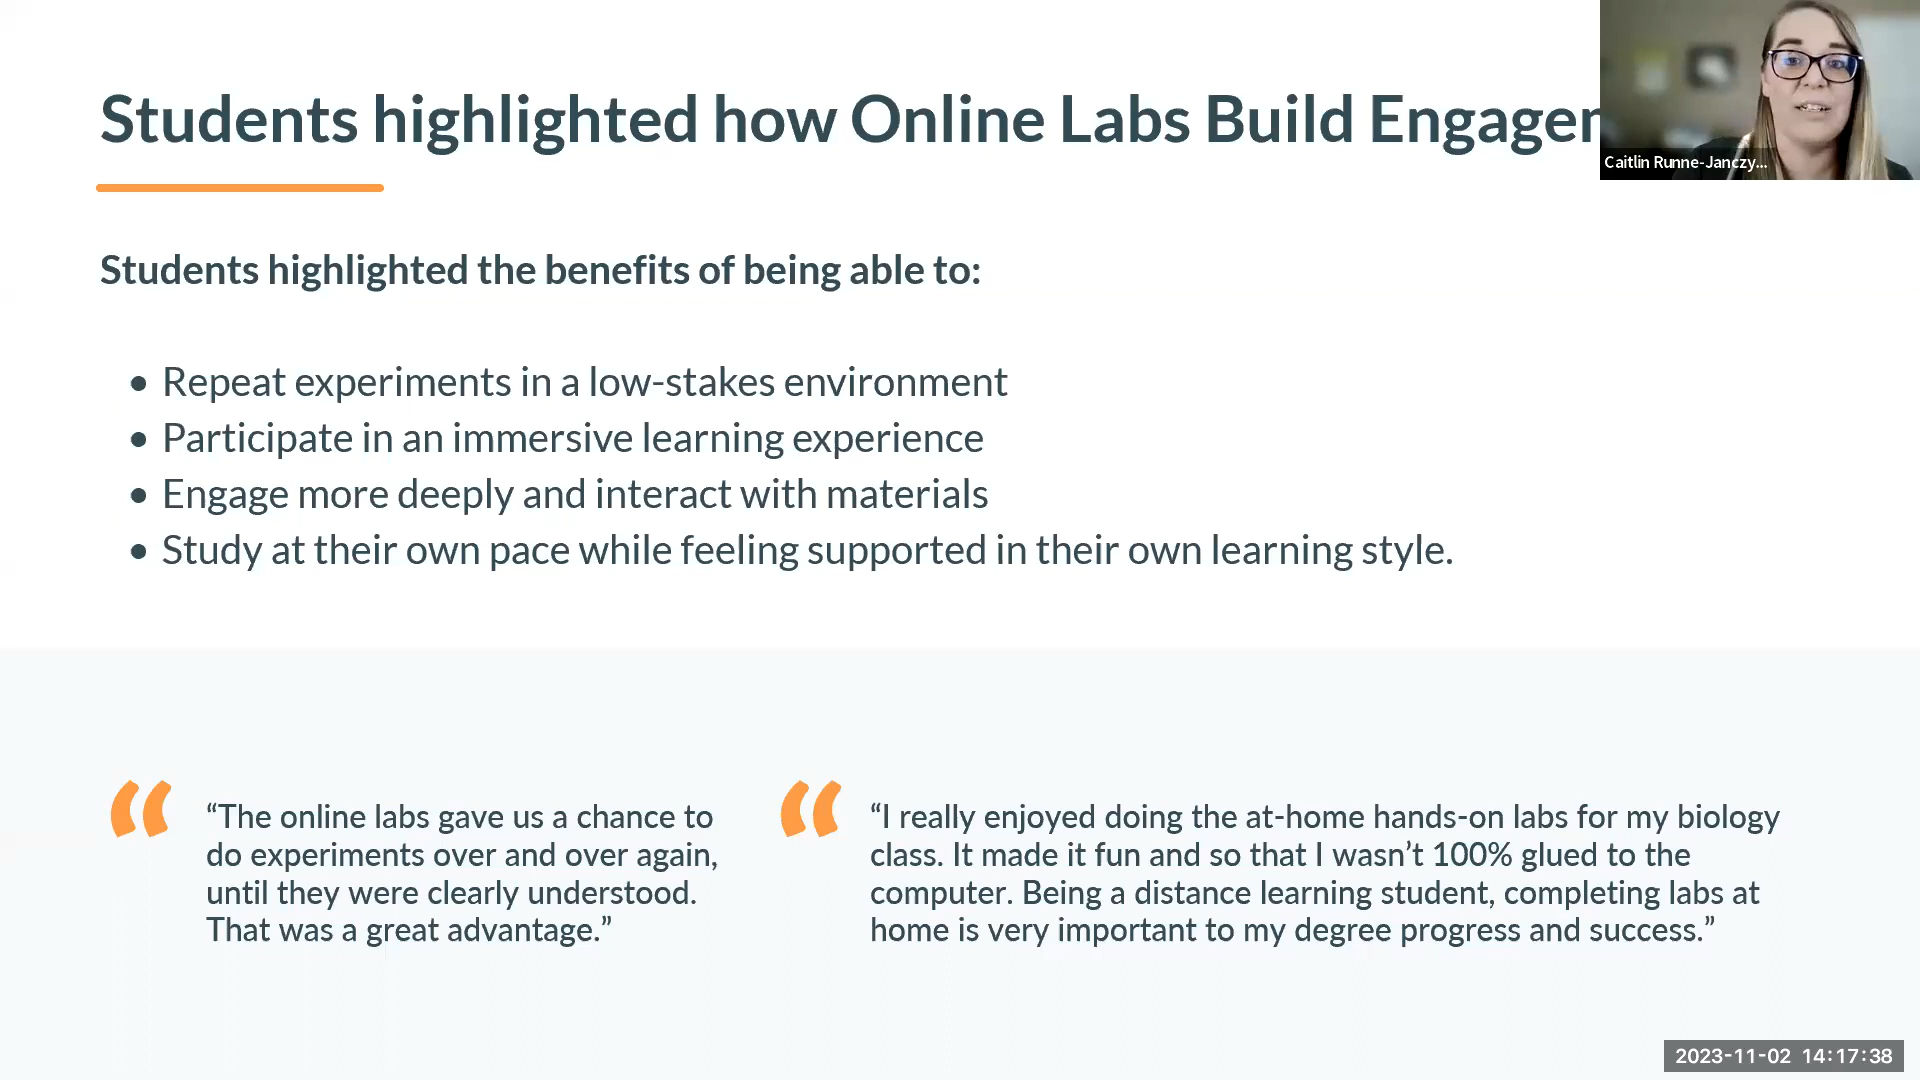 Students highlighted how Online Labs Build
Caitlin Runne-Janczy...
Students highlighted the benefits of being able to:
• Repeat experiments in a low-stakes environment
• Participate in an immersive learning experience
• Engage more deeply and interact with materials
• Study at their own pace while feeling supported in their own learning style.
“The online labs gave us a chance to
do experiments over and over again,
until they were clearly understood.
That was a great advantage.”
“I really enjoyed doing the at-home hands-on labs for my biology
class. It made it fun and so that I wasn’t 100% glued to the
computer. Being a distance learning student, completing labs at
home is very important to my degree progress and success.”
2023-11-02 14:17:38